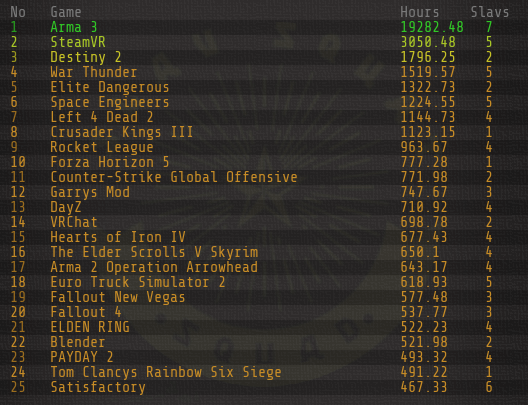 No Game Hours Slavs
1 Arma 3 19282.48 7
2 SteamVR 3050.48 5
3 Destiny 2 1796.25 2
4 War Thunder 1519.57 5
5 Elite Dangerous 1322.73 2
6 Space Engineers 1224.55 5
7 Left 4 Dead 2 1144.73 4
8 Crusader Kings III 1123.15 1
9 Rocket League 963.67 4
10 Forza Horizon 5 777.28 1
11 Counter-Strike Global Offensive 771.98 2
12 Garrys Mod 747.67 3
13 DayZ 710.92 4
14 VRChat 698.78 2
15 Hearts of Iron IV 677.43 4
16 The Elder Scrolls V Skyrim 650.1 4
17 Arma 2 Operation Arrowhead 643.17 4
18 Euro Truck Simulator 2 618.93 5
19 Fallout New Vegas 577.48 3
20 Fallout 4 537.77 3
21 ELDEN RING 522.23 4
22 Blender 521.98 2
23 PAYDAY 2 493.32 4
24 Tom Clancys Rainbow Six Siege 491.22 1
25 Satisfactory 467.33 6
SQUAD